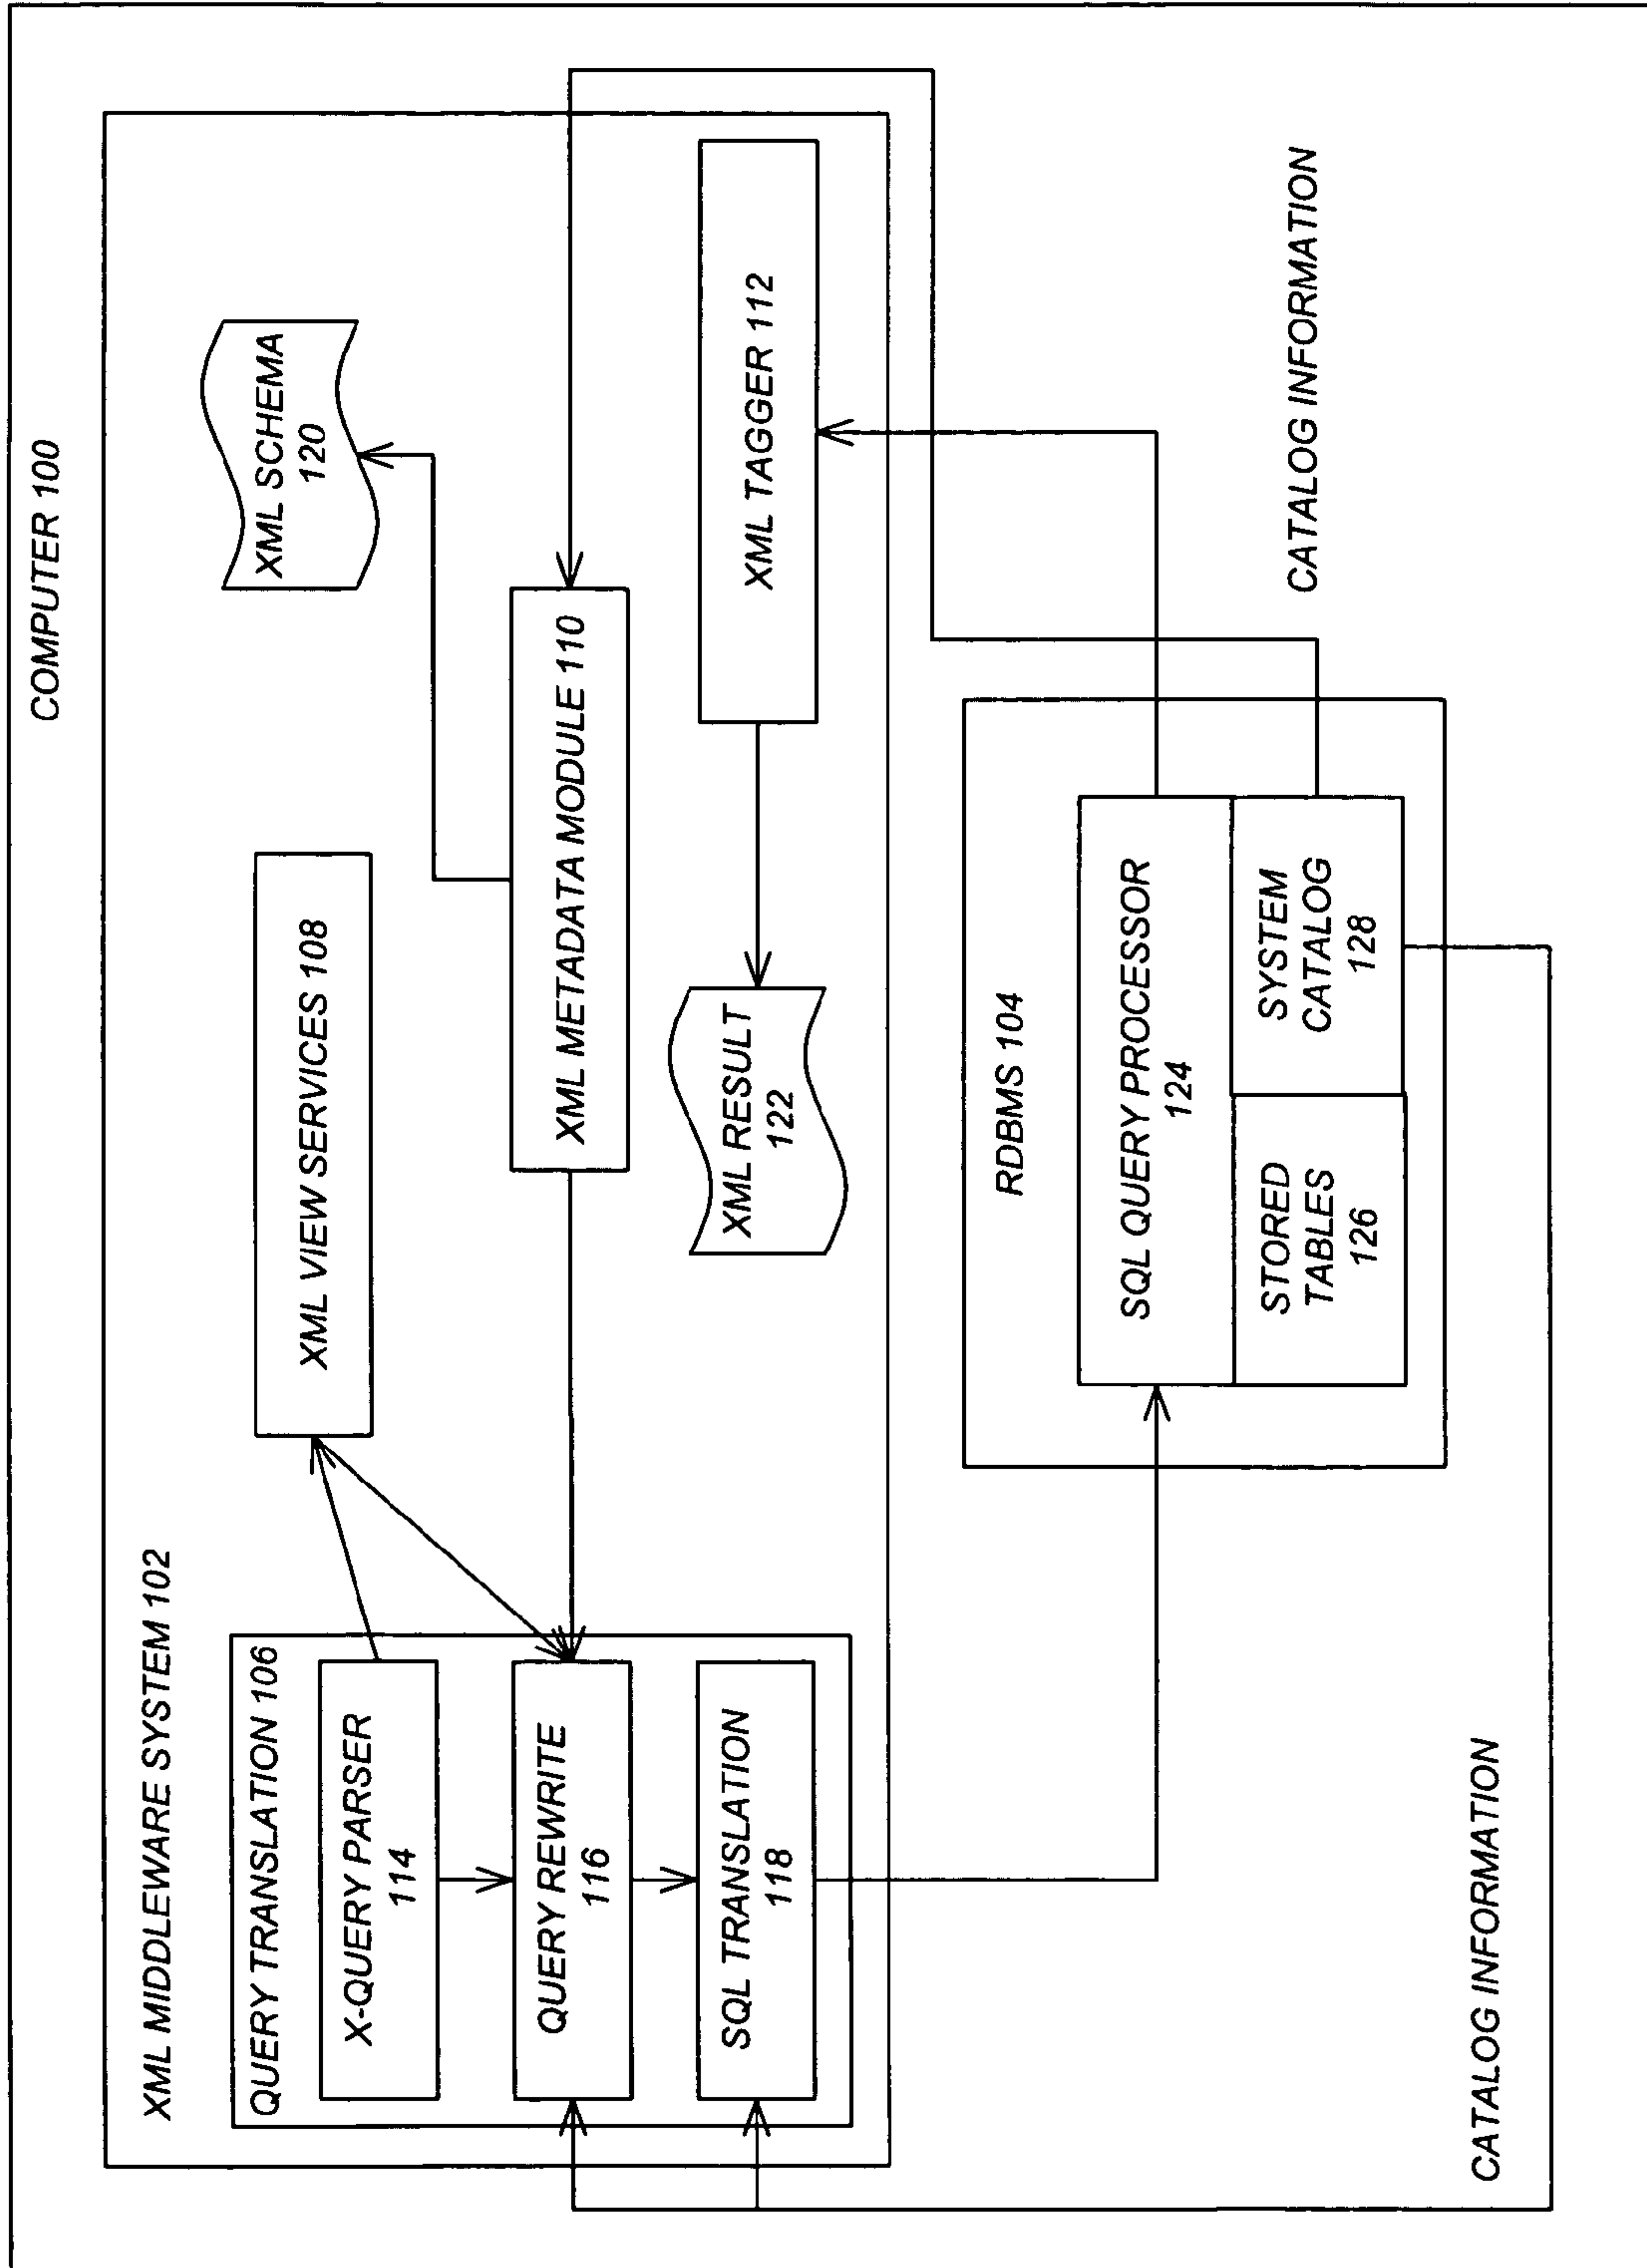 COMPUTER 100
XML MIDDLEWARE SYSTEM 102
QUERY TRANSLATION 106
X-QUERY PARSER
114
QUERY REWRITE
116
SQL TRANSLATION
118
XML VIEW SERVICES 108
XML METADATA MODULE 110
XML SCHEMA
120
XML RESULT
122
XML TAGGER 112
RDBMS 104
SQL QUERY PROCESSOR
124
STORED
TABLES
126
SYSTEM
CATALOG
128
CATALOG INFORMATION
CATALOG INFORMATION